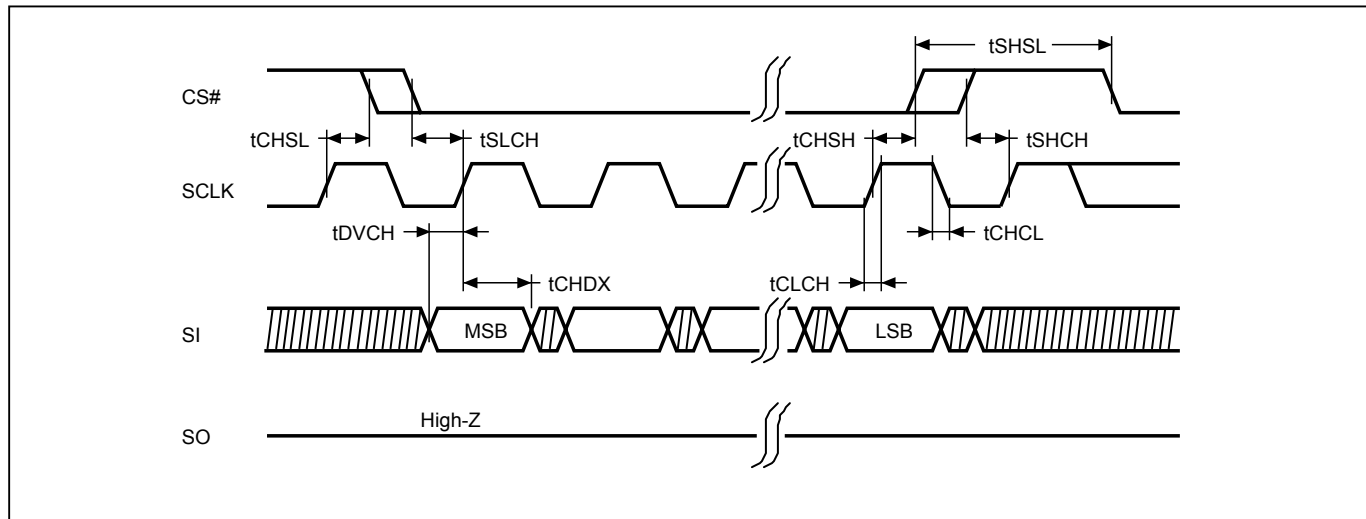 tSHSL
CS#
tCHSL
tSLCH
tCHSH
tSHCH
SCLK
tDVCH
tCHCL
tCHDX
tCLCH
SI
MSB
LSB
High-Z
SO